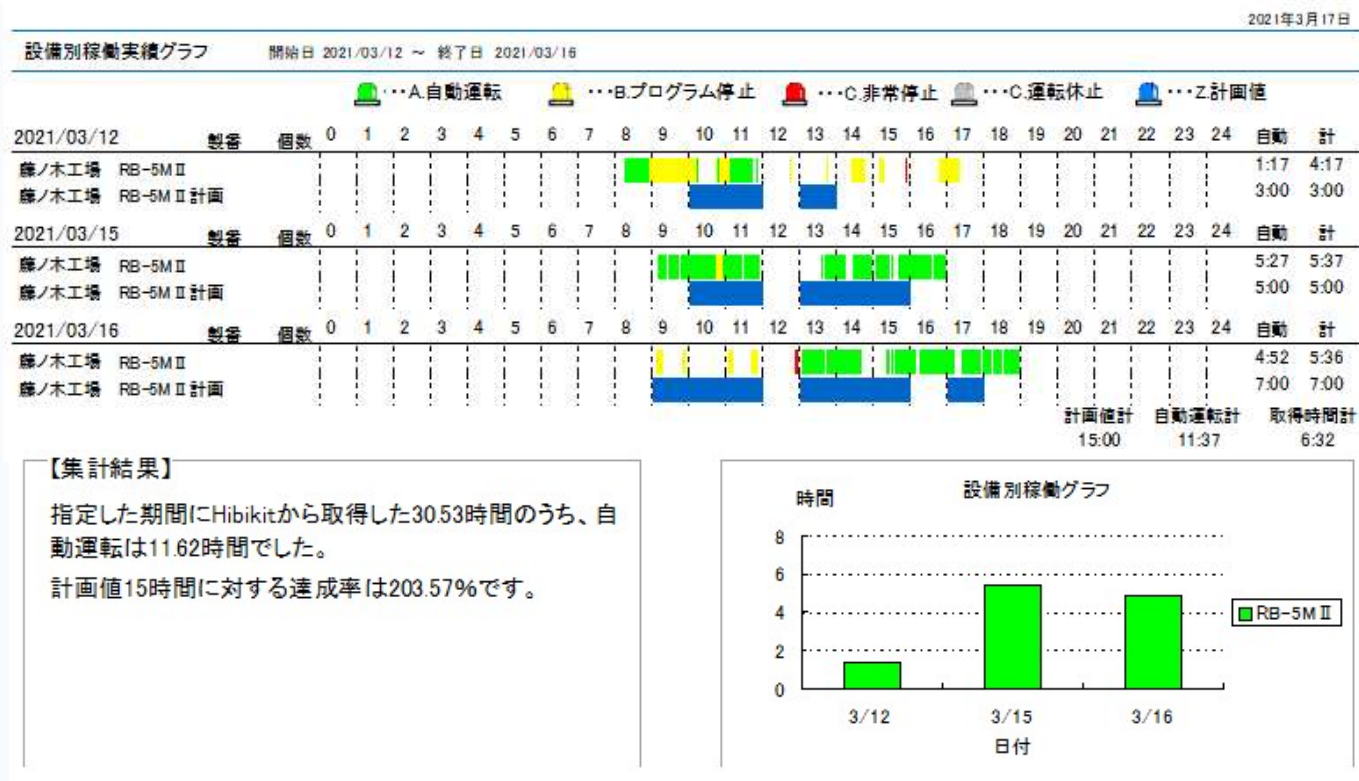 2021年3月17日
設備別稼働実績グラフ 開始日 2021/03/12 ～ 終了日 2021/03/16
･･･A.自動運転 ･･･B.プログラム停止 ･･･C.非常停止 ･･･C.運転休止 ･･･Z.計画値
2021/03/12 製番 個数 0 1 2 3 4 5 6 7 8 9 10 11 12 13 14 15 16 17 18 19 20 21 22 23 24 自動 計
藤ノ木工場 RB-5MⅡ 1:17 4:17
藤ノ木工場 RB-5MⅡ計画 3:00 3:00
2021/03/15 製番 個数 0 1 2 3 4 5 6 7 8 9 10 11 12 13 14 15 16 17 18 19 20 21 22 23 24 自動 計
藤ノ木工場 RB-5MⅡ 5:27 5:37
藤ノ木工場 RB-5MⅡ計画 5:00 5:00
2021/03/16 製番 個数 0 1 2 3 4 5 6 7 8 9 10 11 12 13 14 15 16 17 18 19 20 21 22 23 24 自動 計
藤ノ木工場 RB-5MⅡ 4:52 5:36
藤ノ木工場 RB-5MⅡ計画 7:00 7:00
計画値計 自動運転計 取得時間計
15:00 11:37 6:32
【集計結果】
指定した期間にHibikitから取得した30.53時間のうち、自
動運転は11.62時間でした。
計画値15時間に対する達成率は203.57%です。
時間 設備別稼働グラフ
8
6
4
2
0
RB-5MⅡ
3/12 3/15 3/16
日付